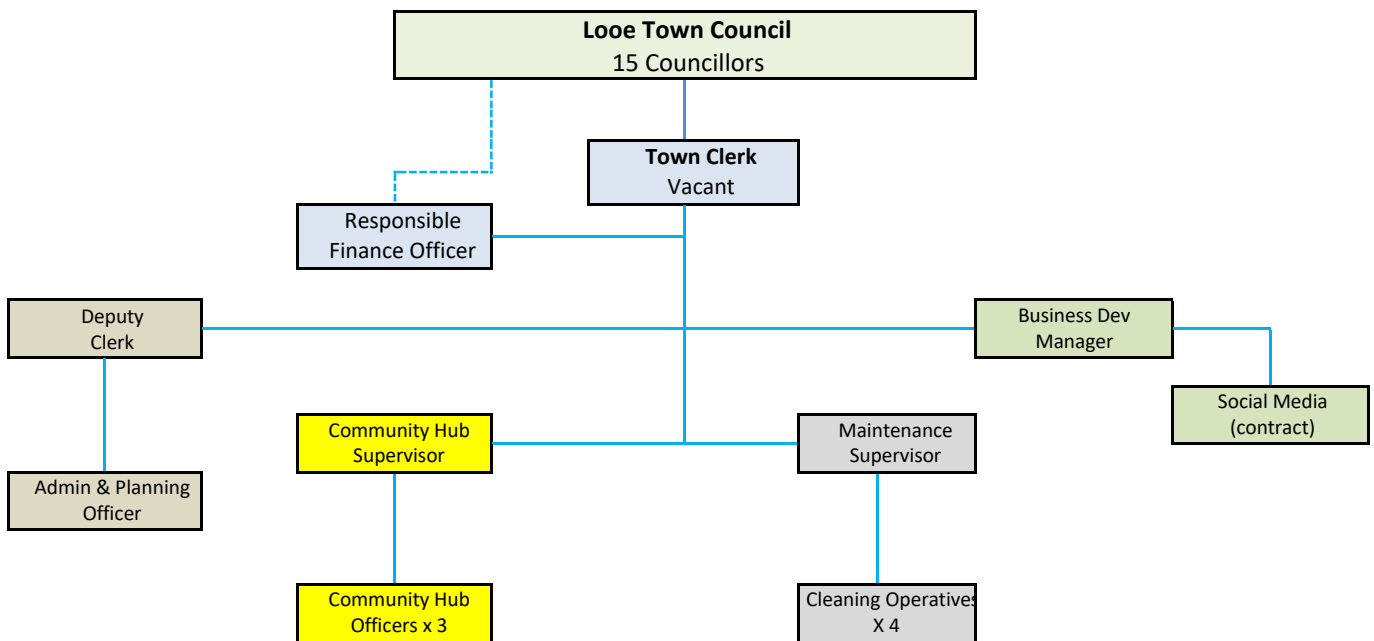 Looe Town Council
15 Councillors
Town Clerk
Vacant
Responsible
Finance Officer
Deputy
Clerk
Business Dev
Manager
Social Media
(contract)
Community Hub
Supervisor
Maintenance
Supervisor
Admin & Planning
Officer
Community Hub
Officers x 3
Cleaning Operatives
X 4